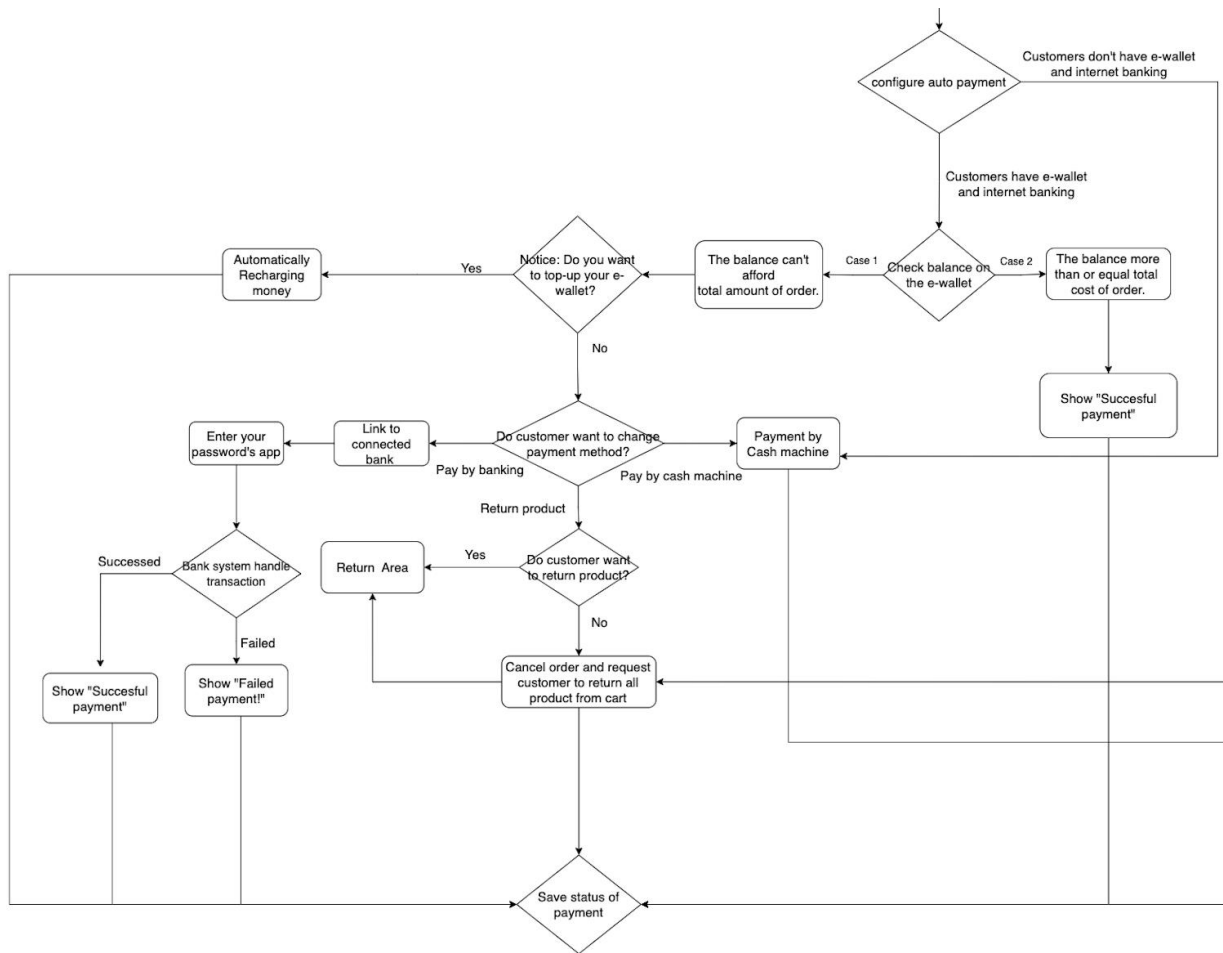 Customers don't have e-wallet
and internet banking
configure auto payment
Customers have e-wallet
and internet banking
Automatically
Recharging
money
Yes
Notice: Do you want
to top-up your e-
wallet?
The balance can't
afford
total amount of order.
Case 1
Check balance on
the e-wallet
Case 2
The balance more
than or equal total
cost of order.
No
Show "Succesful
payment"
Enter your
password's app
Link to
connected
bank
Pay by banking
Do customer want to change
payment method?
Pay by cash machine
Payment by
Cash machine
Return product
Successed
Bank system handle
transaction
Return Area
Yes
Do customer want
to return product?
No
Failed
Show "Succesful
payment"
Show "Failed
payment!"
Cancel order and request
customer to return all
product from cart
Save status of
payment